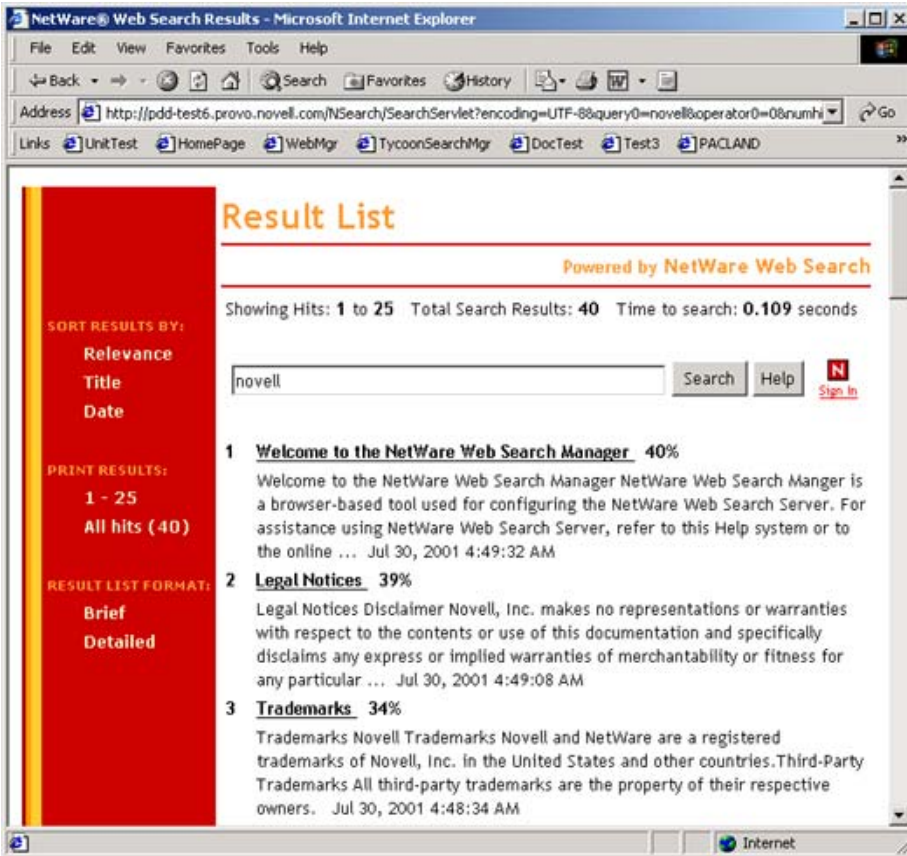 NetWare® Web Search Results - Microsoft Internet Explorer
File Edit View Favorites Tools Help
Back Search Favorites History
Address http://pdd-test6.provo.novell.com/NSearch/SearchServlet?encoding=UTF-8&query0=novell&operator0=0&numhi Go
Links UnitTest HomePage WebMgr TycoonSearchMgr DocTest Test3 PACLAND »
Result List
Powered by NetWare Web Search
Showing Hits: 1 to 25 Total Search Results: 40 Time to search: 0.109 seconds
SORT RESULTS BY:
Relevance
Title
Date
PRINT RESULTS:
1 - 25
All hits (40)
RESULT LIST FORMAT:
Brief
Detailed
novell Search Help N
Sign In
1 Welcome to the NetWare Web Search Manager 40%
Welcome to the NetWare Web Search Manager NetWare Web Search Manger is
a browser-based tool used for configuring the NetWare Web Search Server. For
assistance using NetWare Web Search Server, refer to this Help system or to
the online ... Jul 30, 2001 4:49:32 AM
2 Legal Notices 39%
Legal Notices Disclaimer Novell, Inc. makes no representations or warranties
with respect to the contents or use of this documentation and specifically
disclaims any express or implied warranties of merchantability or fitness for
any particular ... Jul 30, 2001 4:49:08 AM
3 Trademarks 34%
Trademarks Novell Trademarks Novell and NetWare are a registered
trademarks of Novell, Inc. in the United States and other countries.Third-Party
Trademarks All third-party trademarks are the property of their respective
owners. Jul 30, 2001 4:48:34 AM
Internet